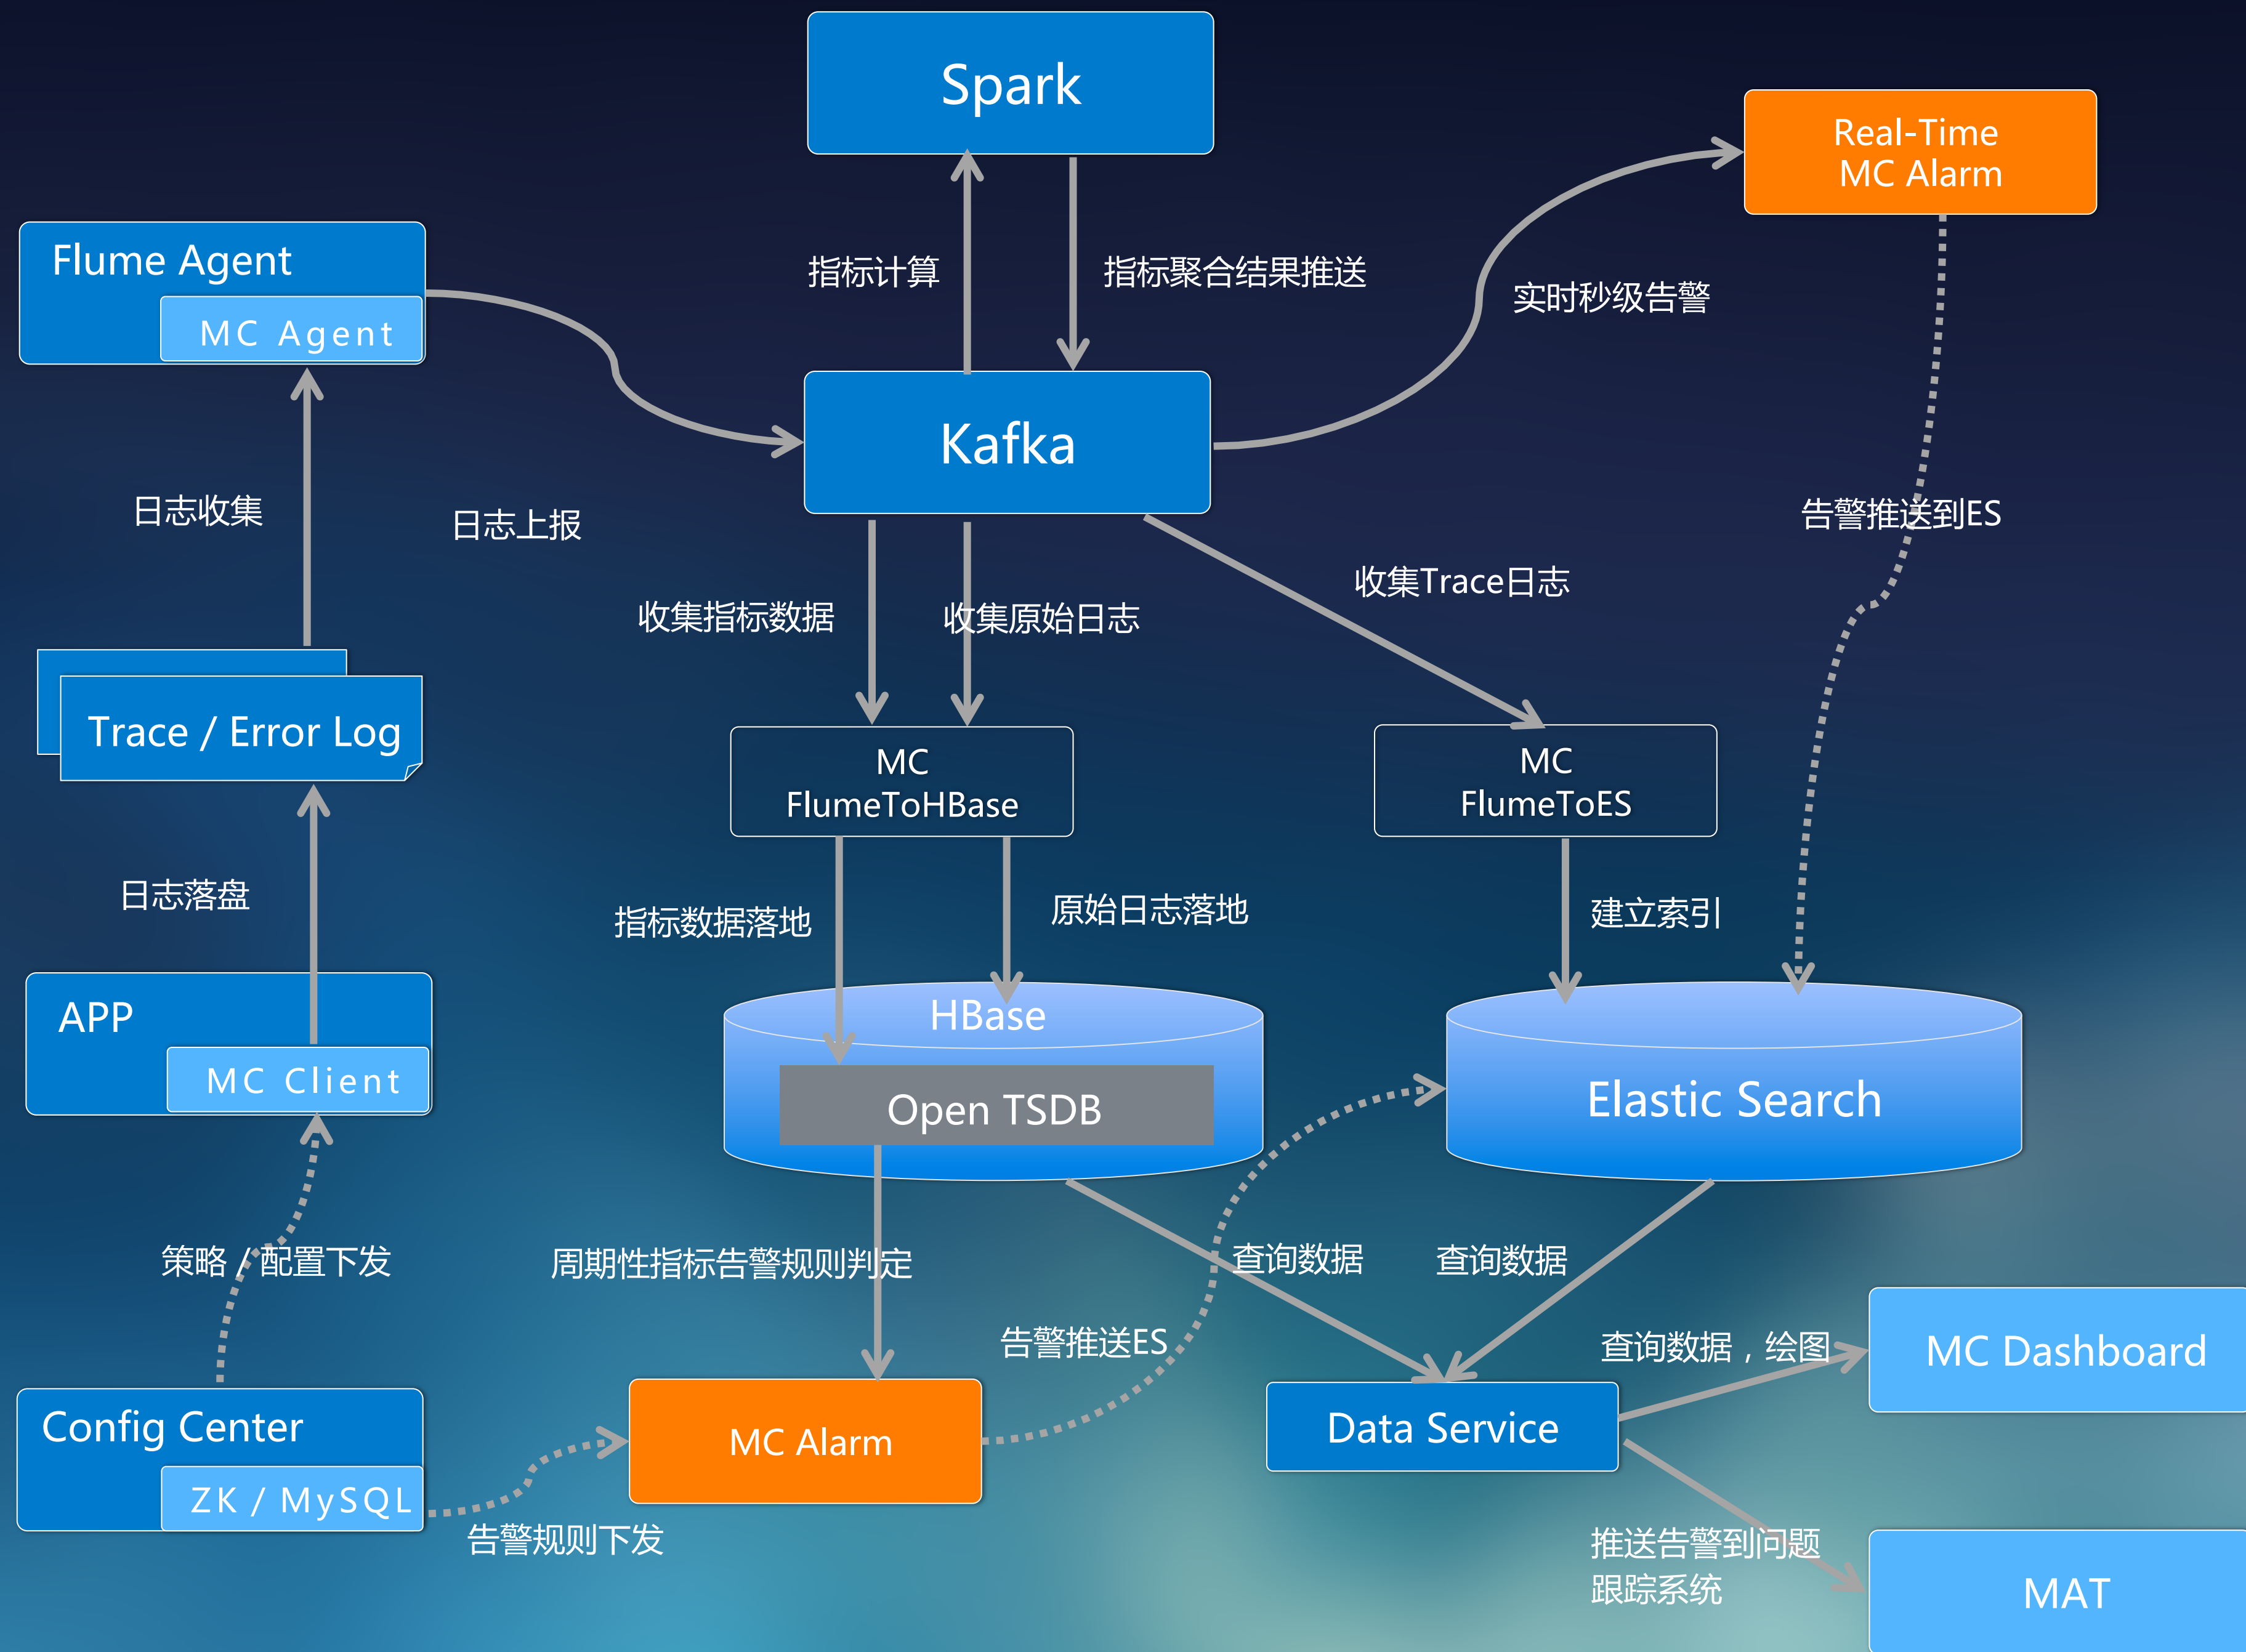 Spark
Real-Time
MC Alarm
Flume Agent
MC Agent
指标计算
指标聚合结果推送
实时秒级告警
Kafka
日志收集
日志上报
告警推送到ES
收集指标数据
收集原始日志
收集Trace日志
Trace / Error Log
MC
FlumeToHBase
MC
FlumeToES
日志落盘
指标数据落地
原始日志落地
建立索引
APP
MC Client
HBase
Open TSDB
Elastic Search
策略 / 配置下发
周期性指标告警规则判定
查询数据
查询数据
告警推送ES
查询数据，绘图
MC Dashboard
Config Center
ZK / MySQL
MC Alarm
Data Service
告警规则下发
推送告警到问题
跟踪系统
MAT